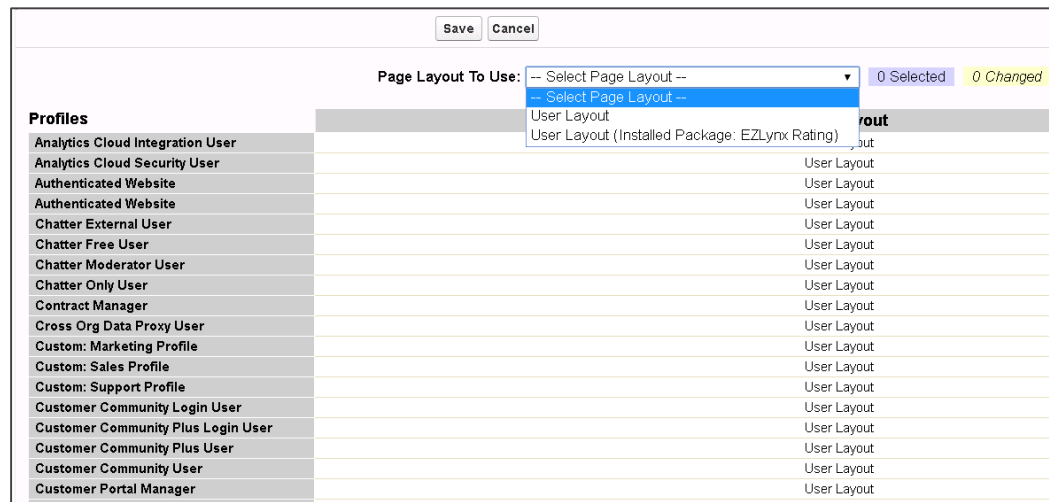 Save Cancel
Page Layout To Use: -- Select Page Layout -- 0 Selected 0 Changed
-- Select Page Layout --
User Layout
User Layout (Installed Package: EZLynx Rating)
Profiles
Analytics Cloud Integration User
Analytics Cloud Security User User Layout
Authenticated Website User Layout
Authenticated Website User Layout
Chatter External User User Layout
Chatter Free User User Layout
Chatter Moderator User User Layout
Chatter Only User User Layout
Contract Manager User Layout
Cross Org Data Proxy User User Layout
Custom: Marketing Profile User Layout
Custom: Sales Profile User Layout
Custom: Support Profile User Layout
Customer Community Login User User Layout
Customer Community Plus Login User User Layout
Customer Community Plus User User Layout
Customer Community User User Layout
Customer Portal Manager User Layout